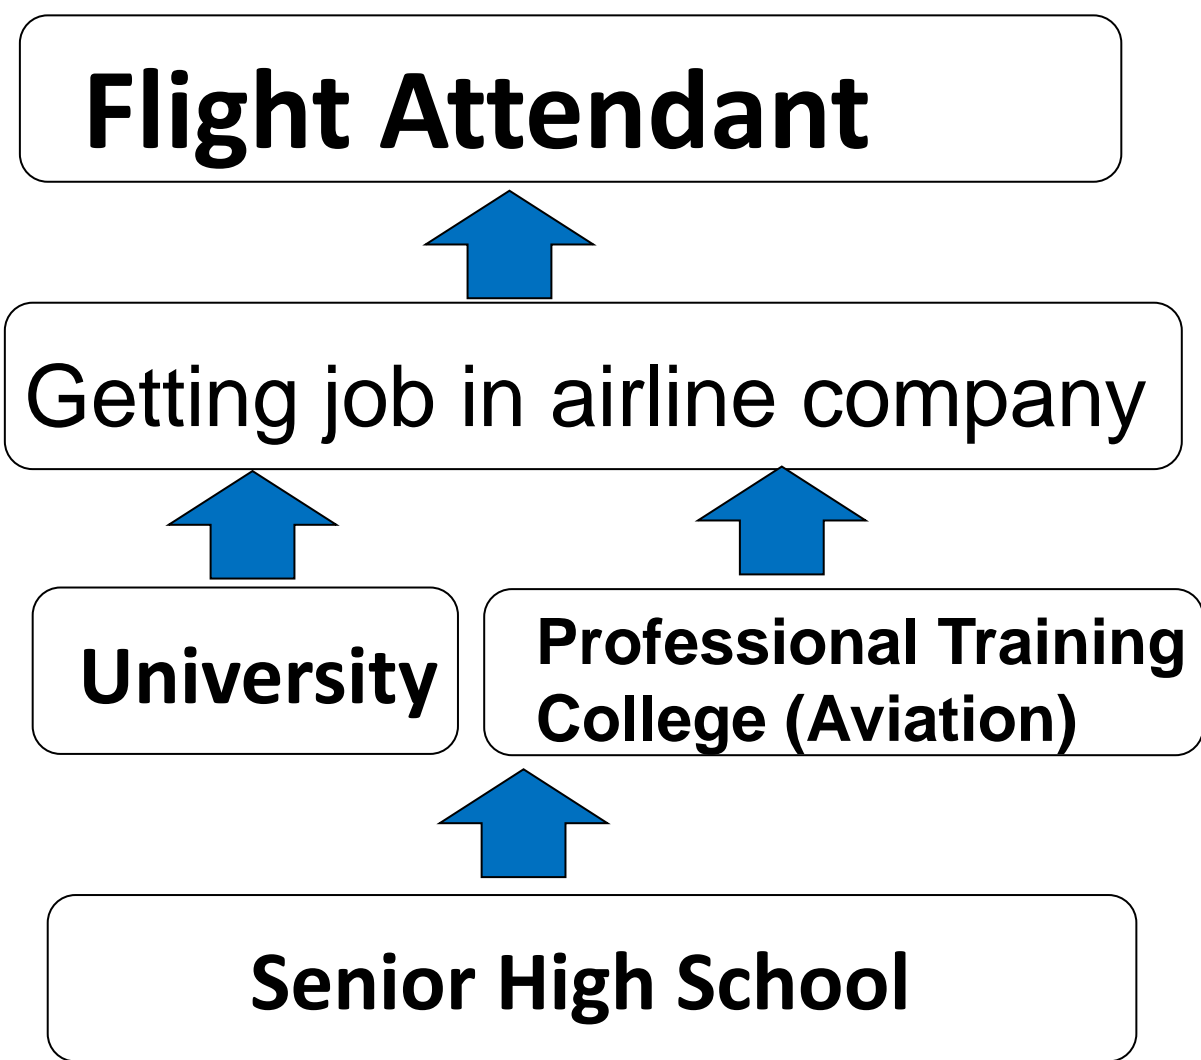 Flight Attendant
Getting job in airline company
University
Professional Training
College (Aviation)
Senior High School